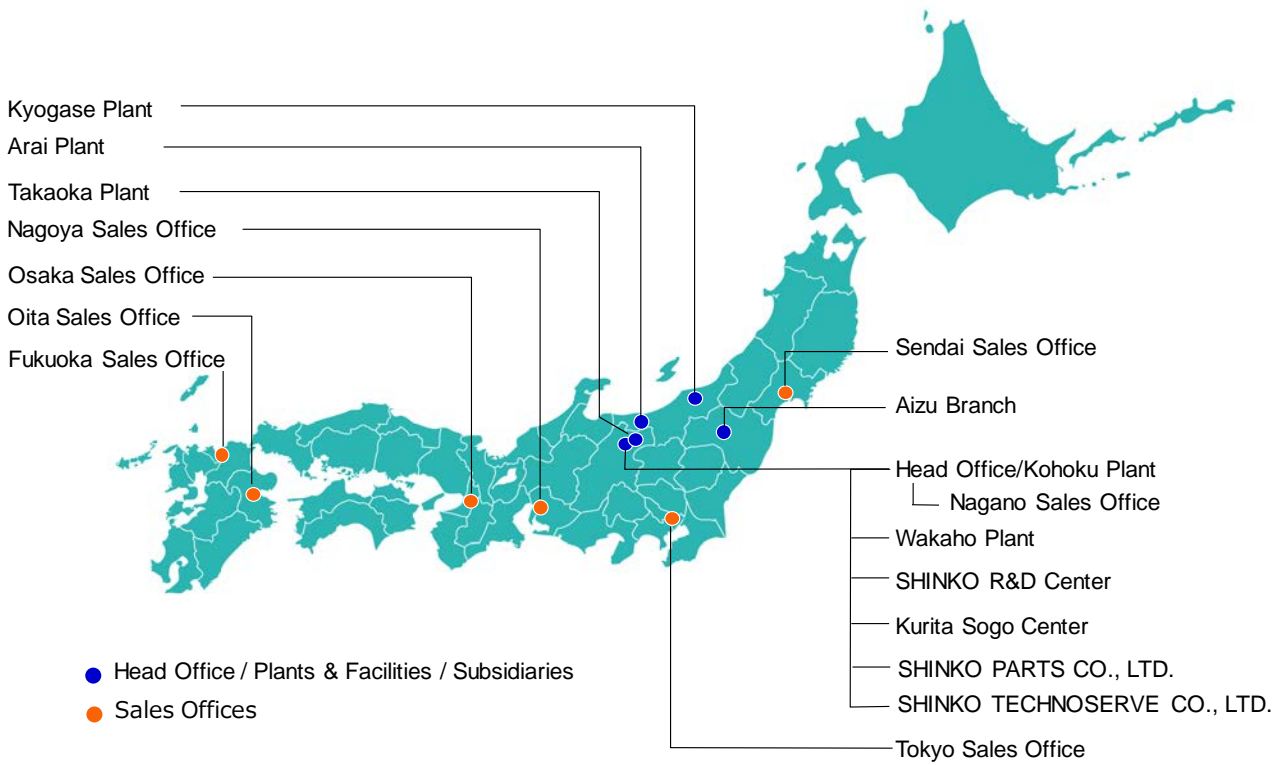 Kyogase Plant
Arai Plant
Takaoka Plant
Nagoya Sales Office
Osaka Sales Office
Oita Sales Office
Fukuoka Sales Office
Sendai Sales Office
Aizu Branch
Head Office/Kohoku Plant
Nagano Sales Office
Wakaho Plant
SHINKO R&D Center
Kurita Sogo Center
SHINKO PARTS CO., LTD.
SHINKO TECHNOSERVE CO., LTD.
Tokyo Sales Office
Head Office / Plants & Facilities / Subsidiaries
Sales Offices